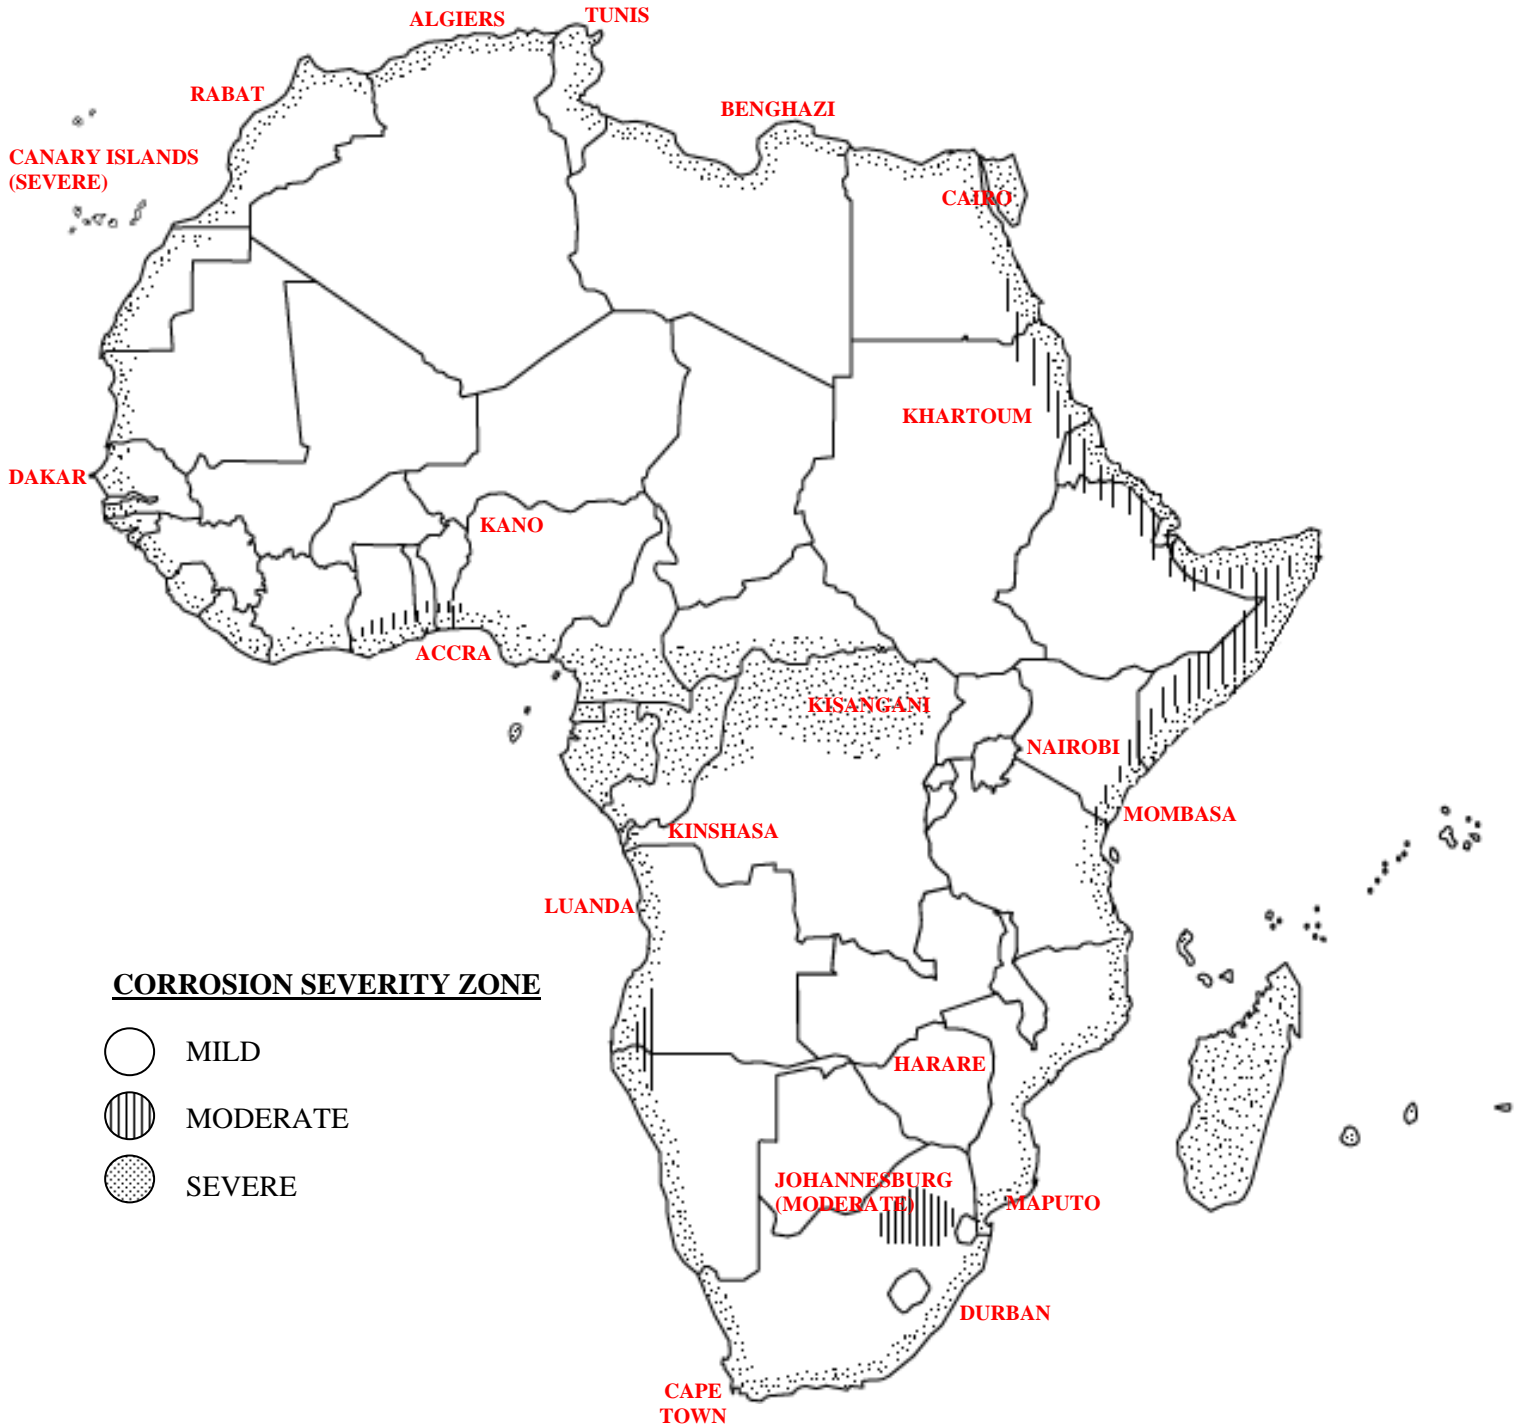 ALGIERS
TUNIS
RABAT
BENGHAZI
CANARY ISLANDS
(SEVERE)
CAIRO
KHARTOUM
DAKAR
KANO
ACCRA
KISANGANI
NAIROBI
MOMBASA
KINSHASA
LUANDA
CORROSION SEVERITY ZONE
MILD
MODERATE
SEVERE
HARARE
JOHANNESBURG
(MODERATE)
MAPUTO
DURBAN
CAPE
TOWN